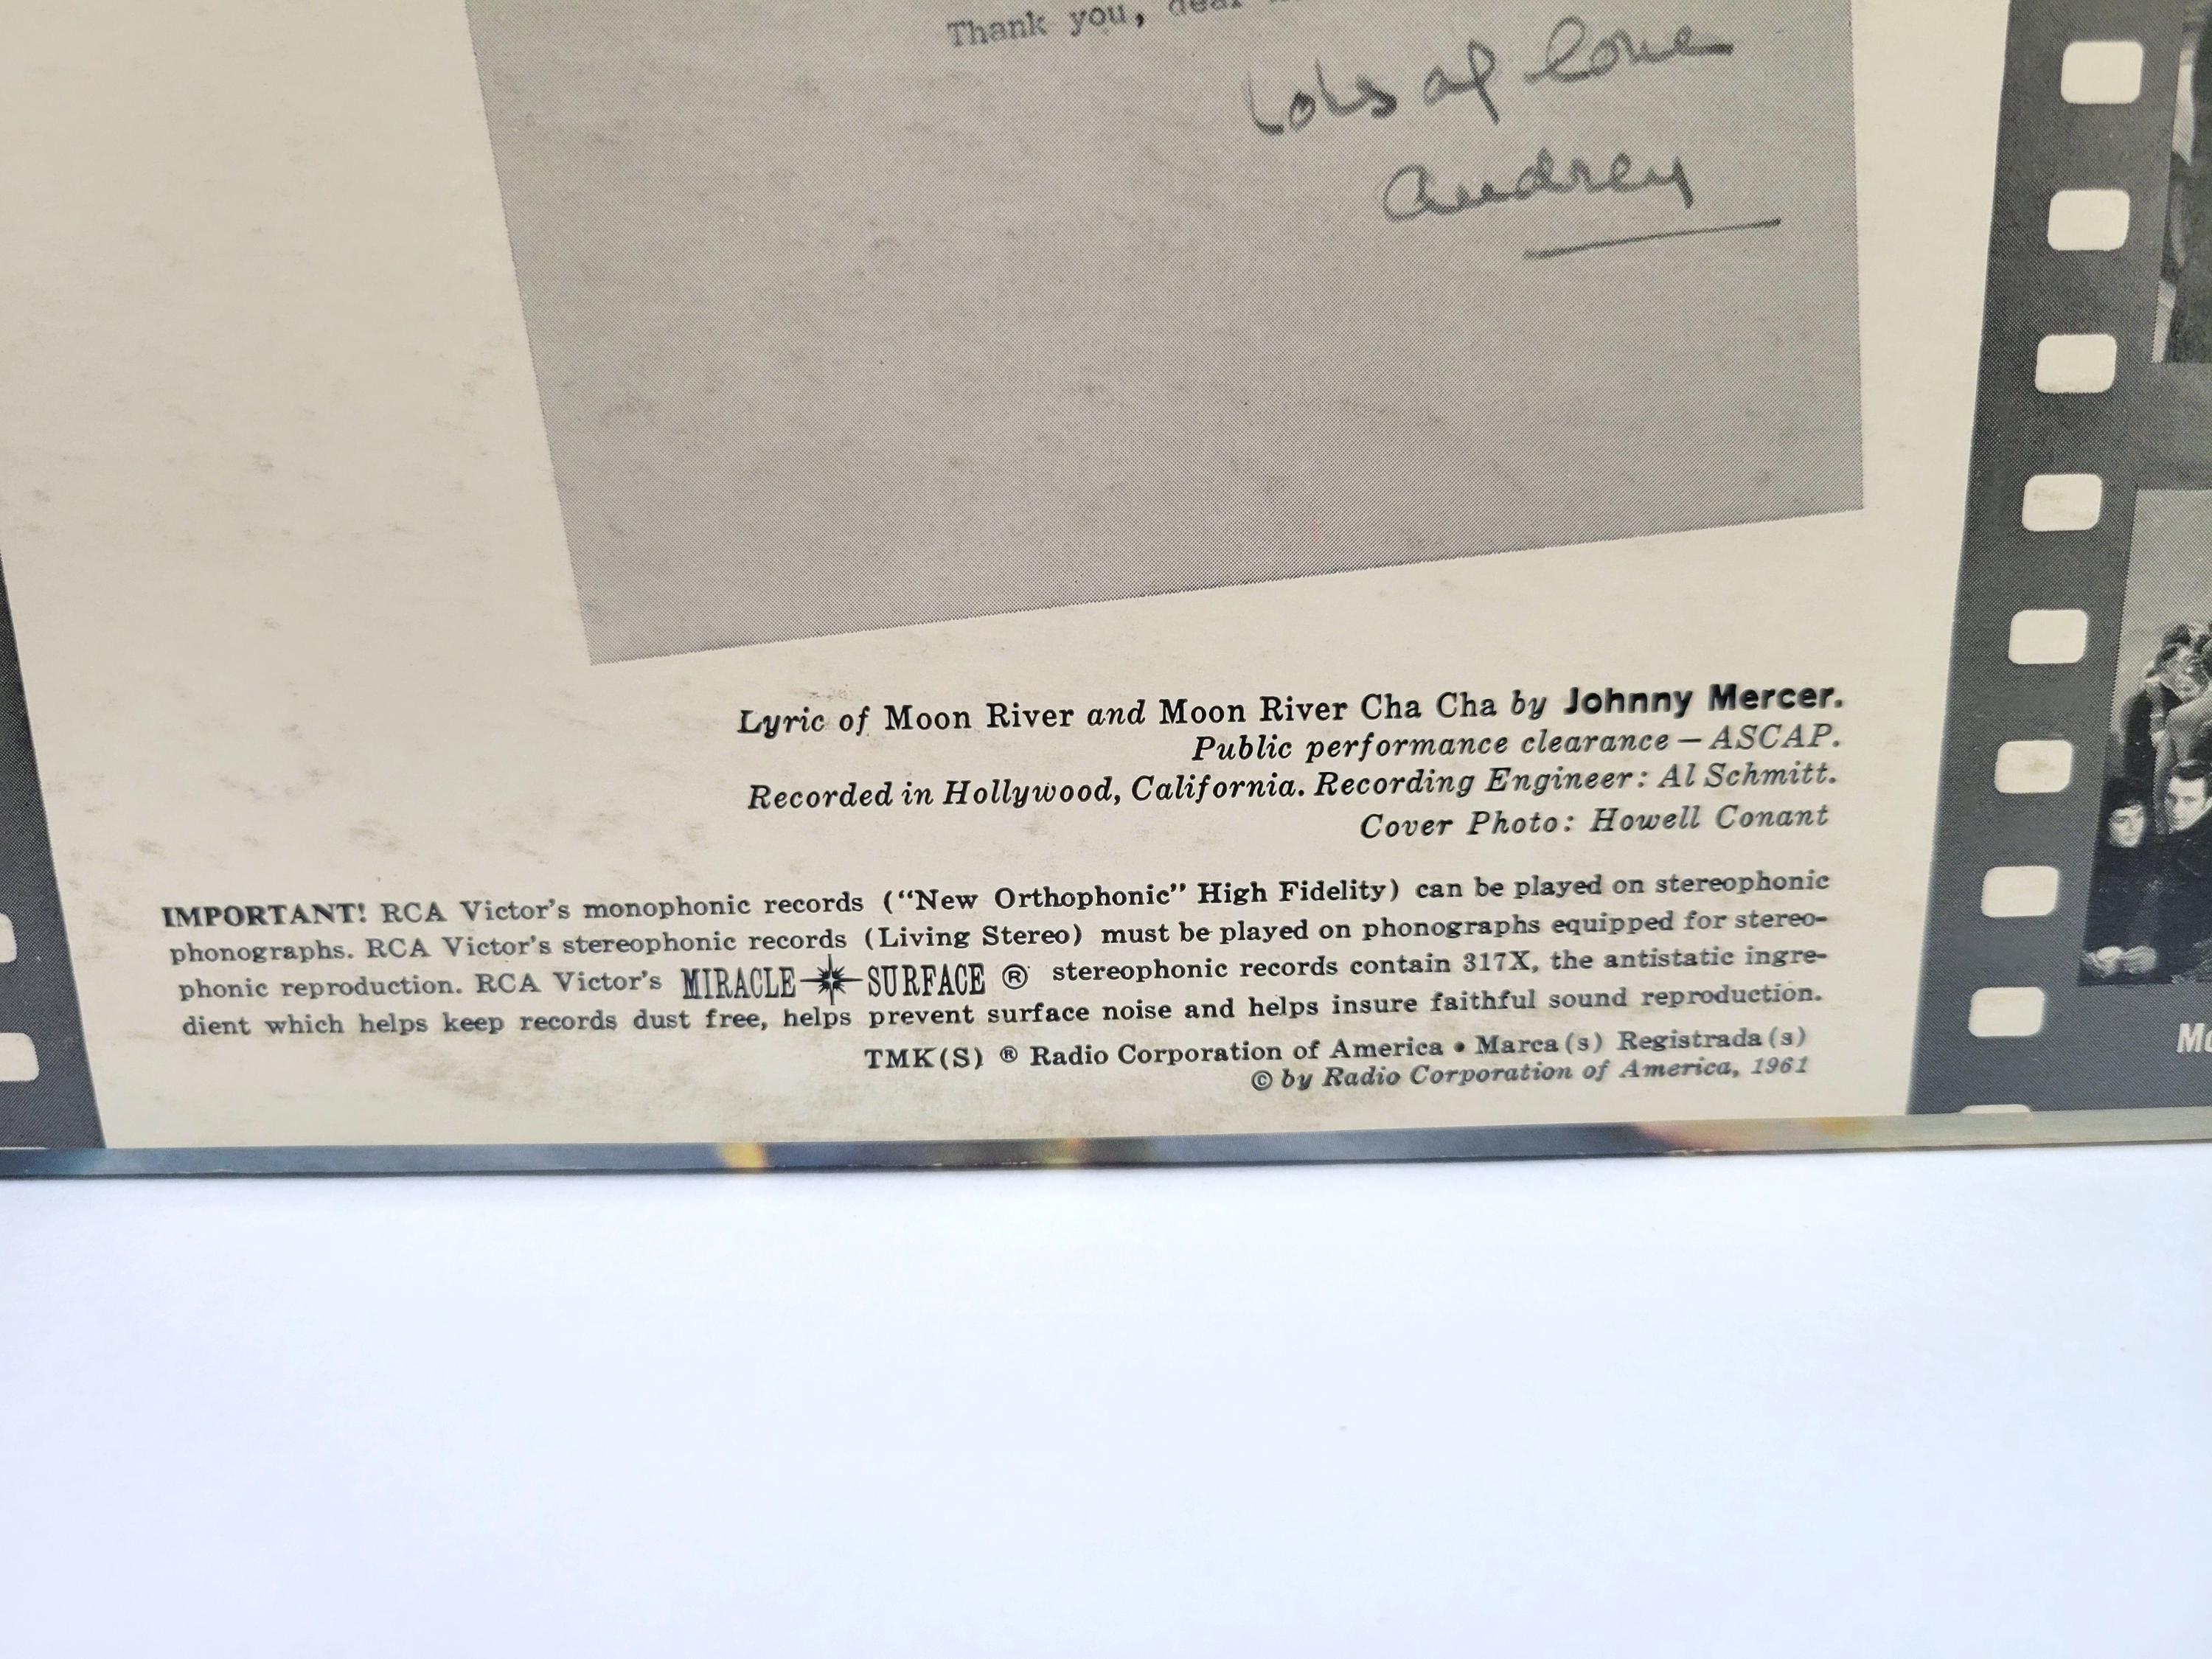 Thank you, dear
Lots of love
Audrey
Lyric of Moon River and Moon River Cha Cha by Johnny Mercer.
Public performance clearance — ASCAP.
Recorded in Hollywood, California. Recording Engineer: Al Schmitt.
Cover Photo: Howell Conant
IMPORTANT! RCA Victor's monophonic records ("New Orthophonic" High Fidelity) can be played on stereophonic
phonographs. RCA Victor's stereophonic records (Living Stereo) must be played on phonographs equipped for stereo-
phonic reproduction. RCA Victor's MIRACLE SURFACE ® stereophonic records contain 317X, the antistatic ingre-
dient which helps keep records dust free, helps prevent surface noise and helps insure faithful sound reproduction.
TMK(S) ® Radio Corporation of America • Marca(s) Registrada(s)
© by Radio Corporation of America, 1961